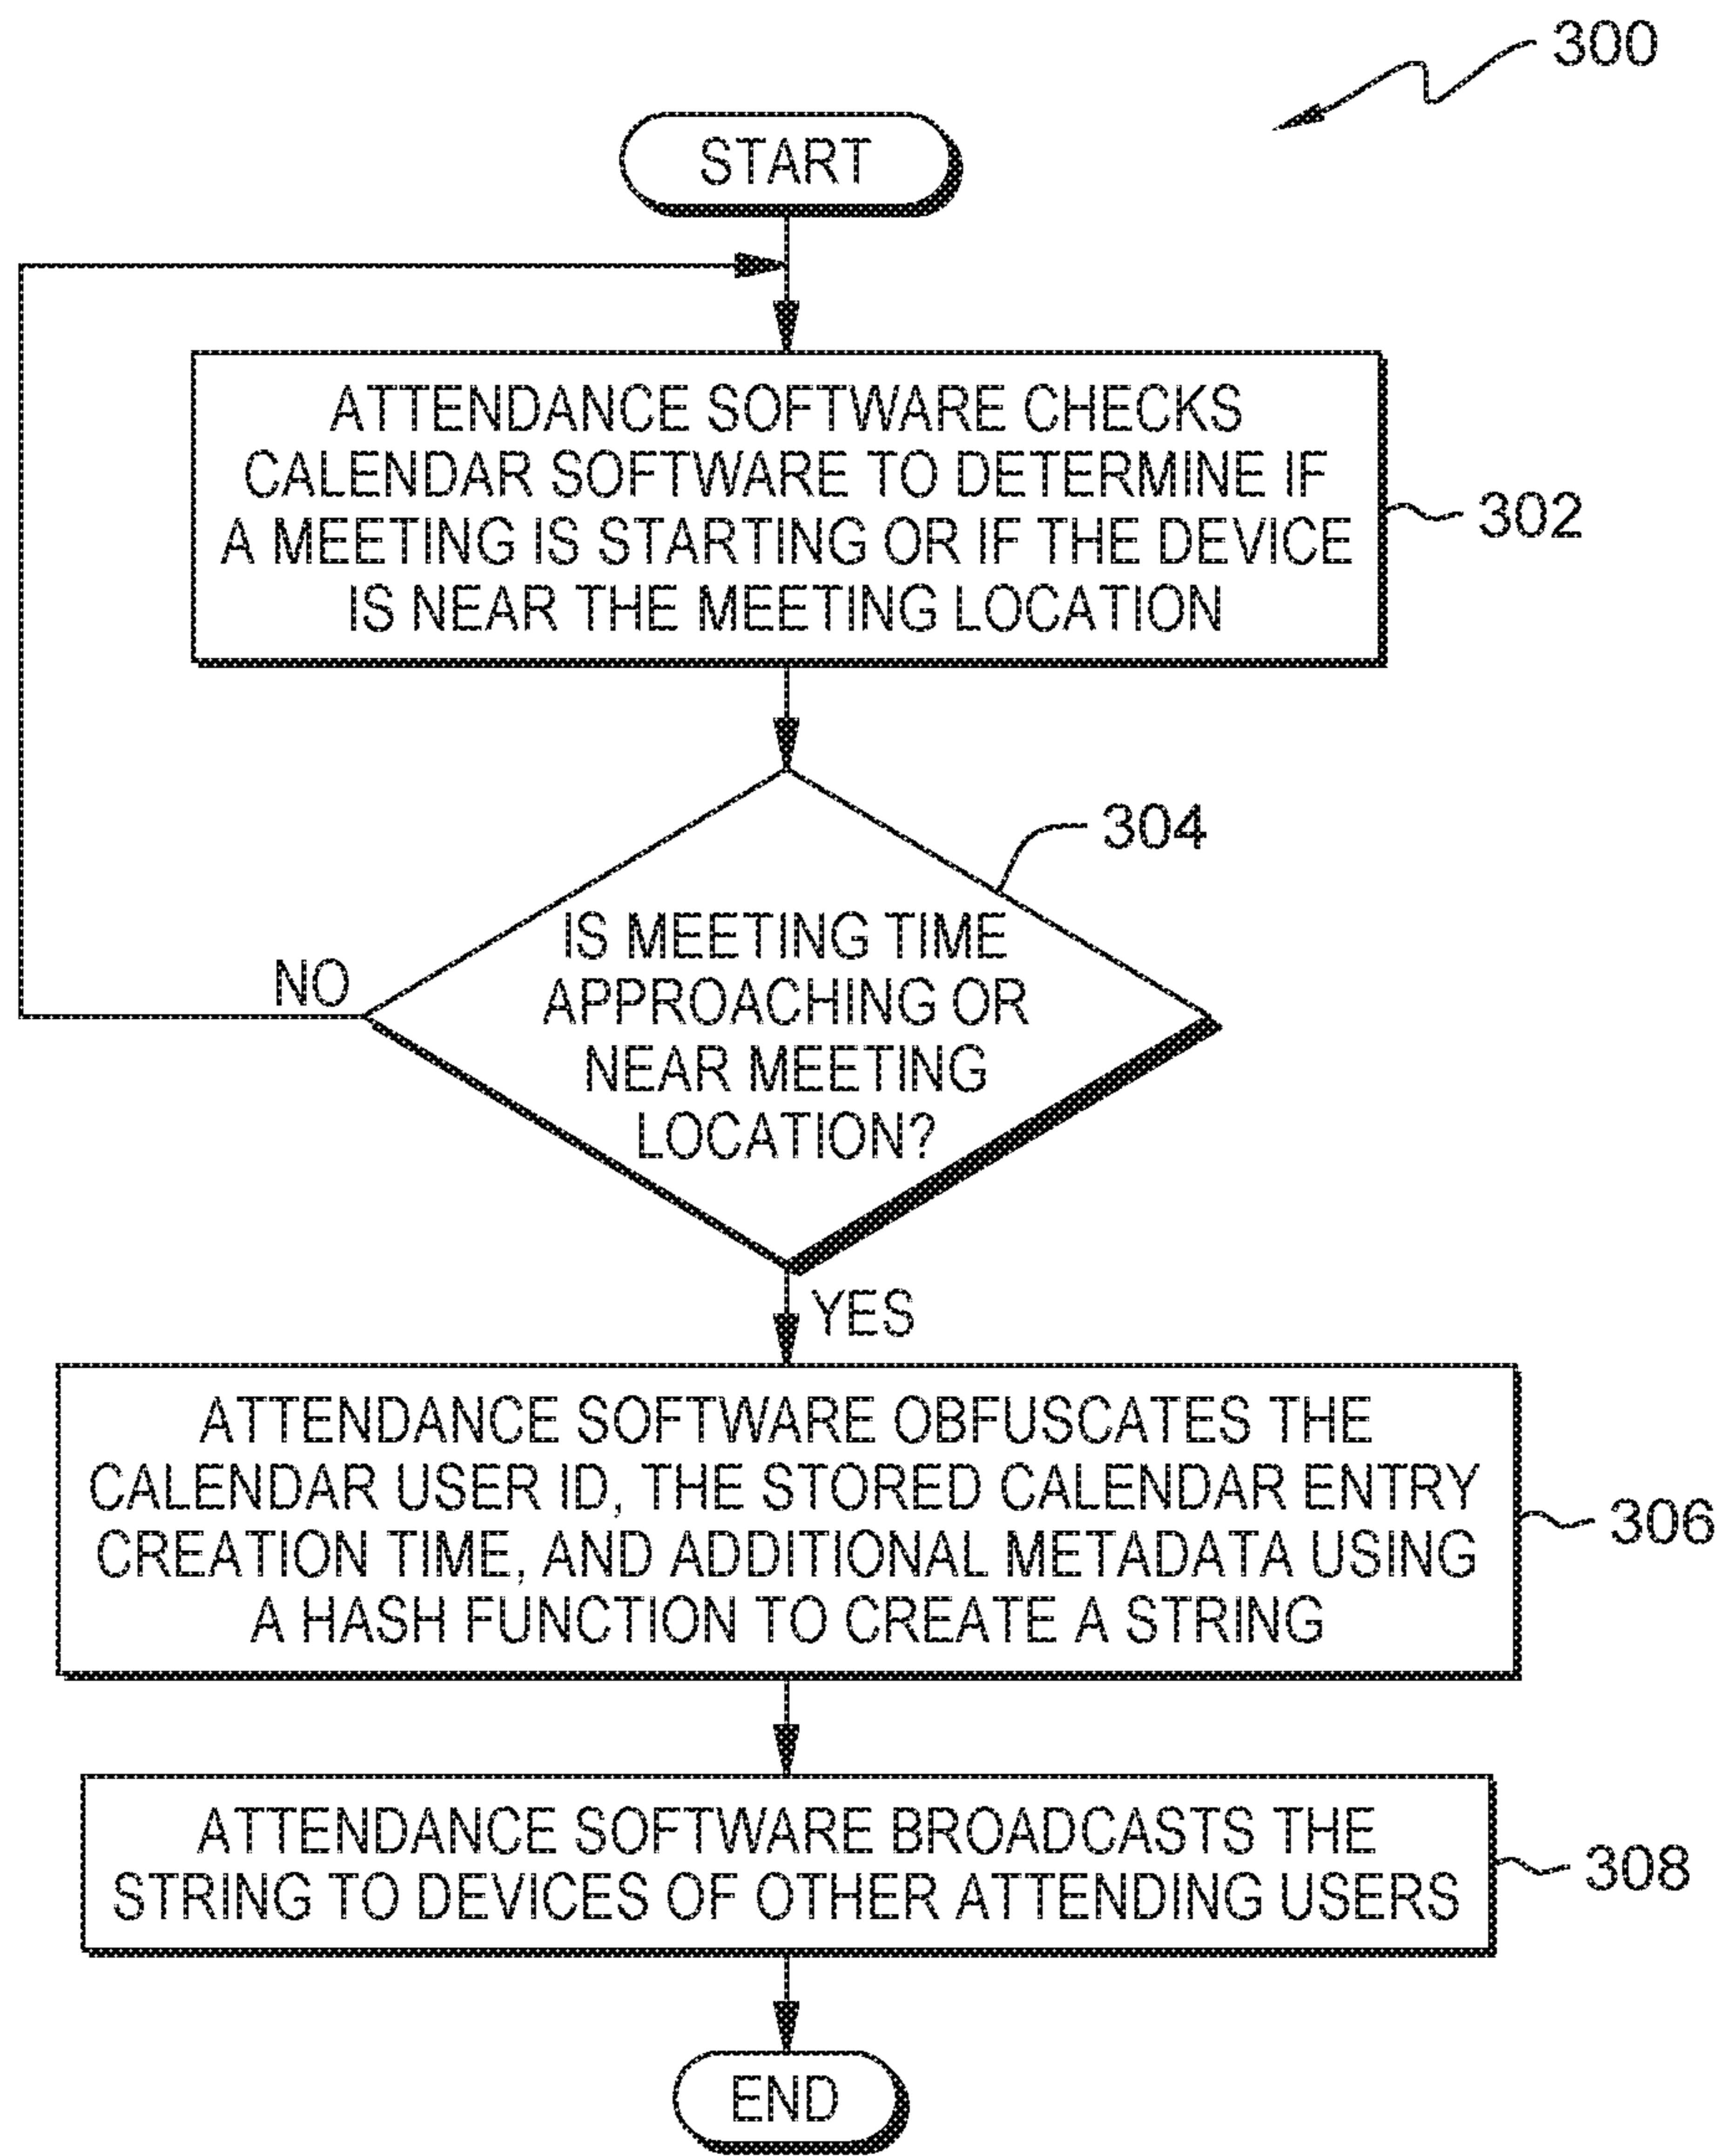 300
START
ATTENDANCE SOFTWARE CHECKS
CALENDAR SOFTWARE TO DETERMINE IF
A MEETING IS STARTING OR IF THE DEVICE
IS NEAR THE MEETING LOCATION
302
304
IS MEETING TIME
APPROACHING OR
NEAR MEETING
LOCATION?
NO
YES
ATTENDANCE SOFTWARE OBFUSCATES THE
CALENDAR USER ID, THE STORED CALENDAR ENTRY
CREATION TIME, AND ADDITIONAL METADATA USING
A HASH FUNCTION TO CREATE A STRING
306
ATTENDANCE SOFTWARE BROADCASTS THE
STRING TO DEVICES OF OTHER ATTENDING USERS
308
END